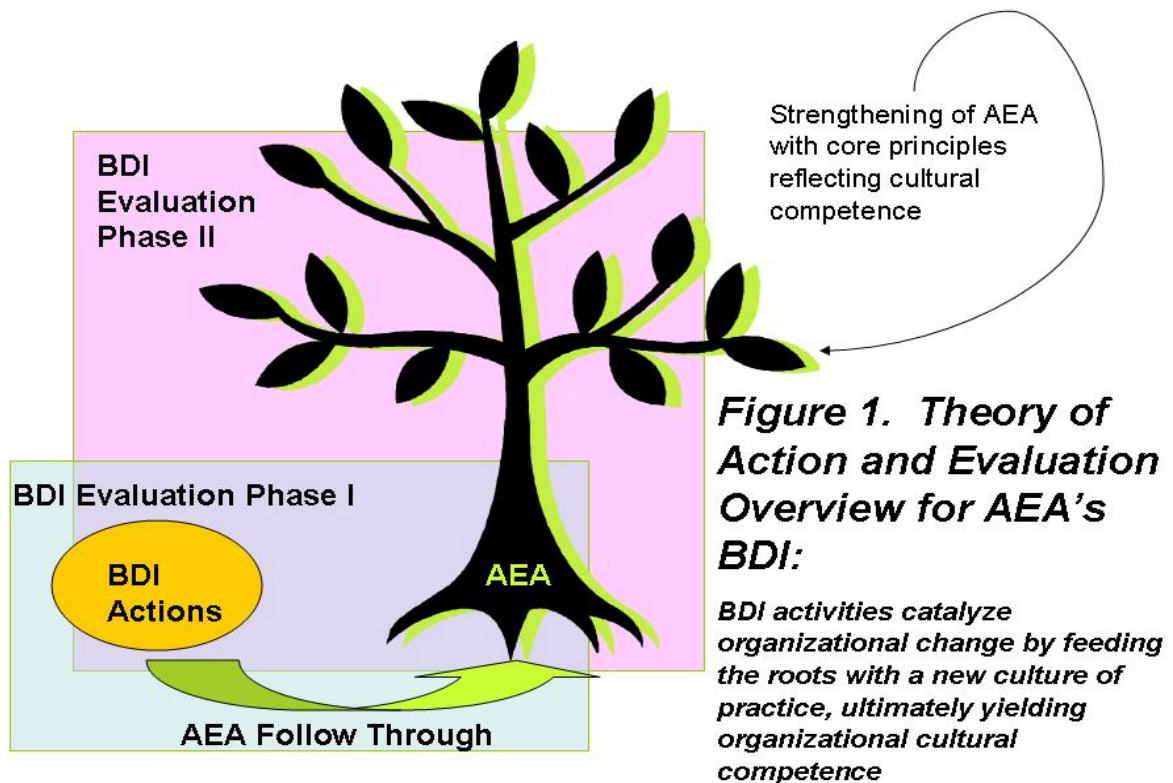 BDI
Evaluation
Phase II
Strengthening of AEA
with core principles
reflecting cultural
competence
BDI Evaluation Phase I
BDI
Actions
AEA
AEA Follow Through
Figure 1. Theory of
Action and Evaluation
Overview for AEA's
BDI:
BDI activities catalyze
organizational change by feeding
the roots with a new culture of
practice, ultimately yielding
organizational cultural
competence